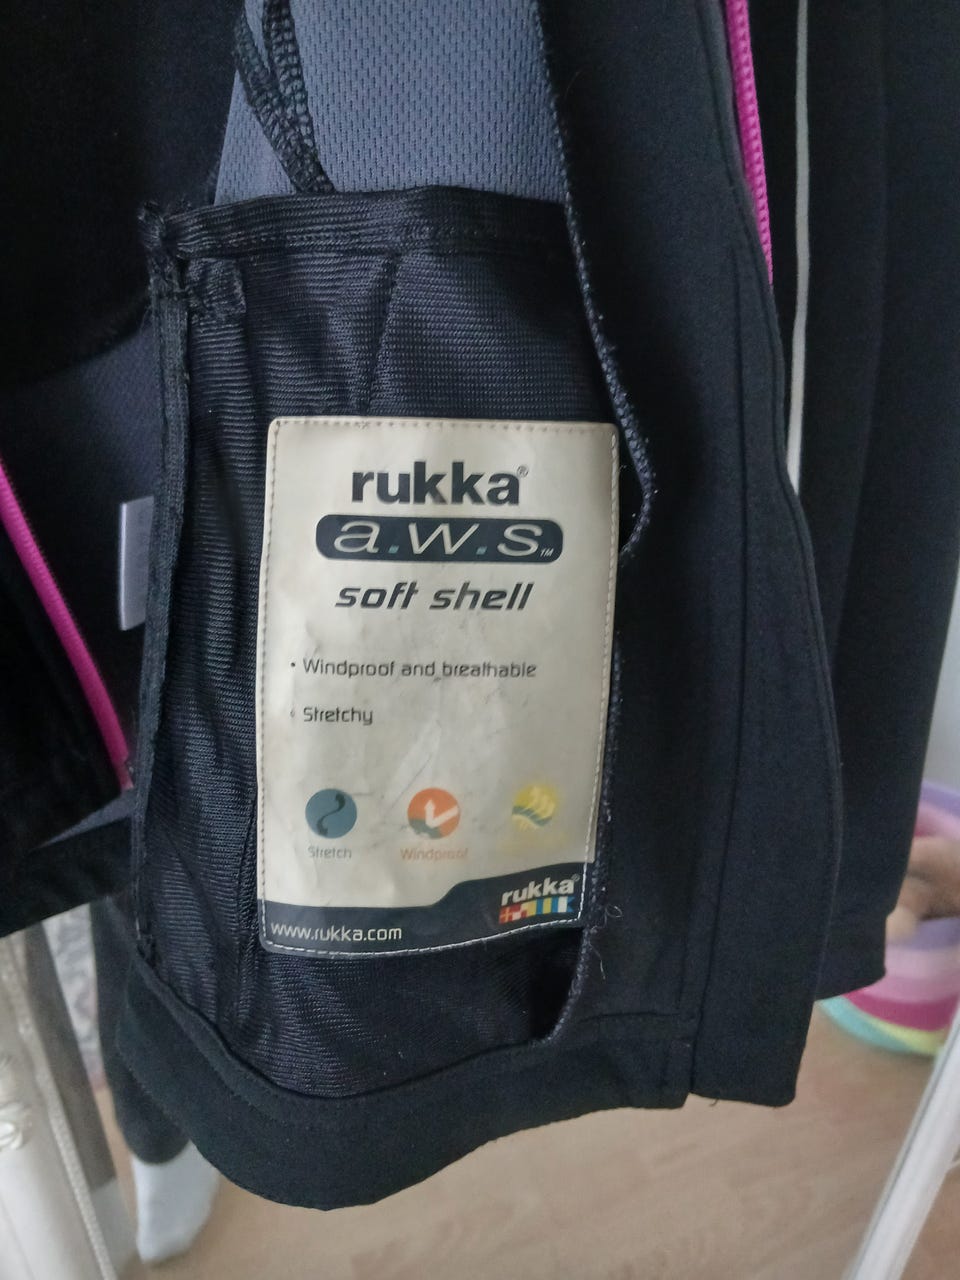 rukka®
a.w.s™
soft shell
• Windproof and breathable
• Stretchy
Stretch Windproof
rukka®
www.rukka.com